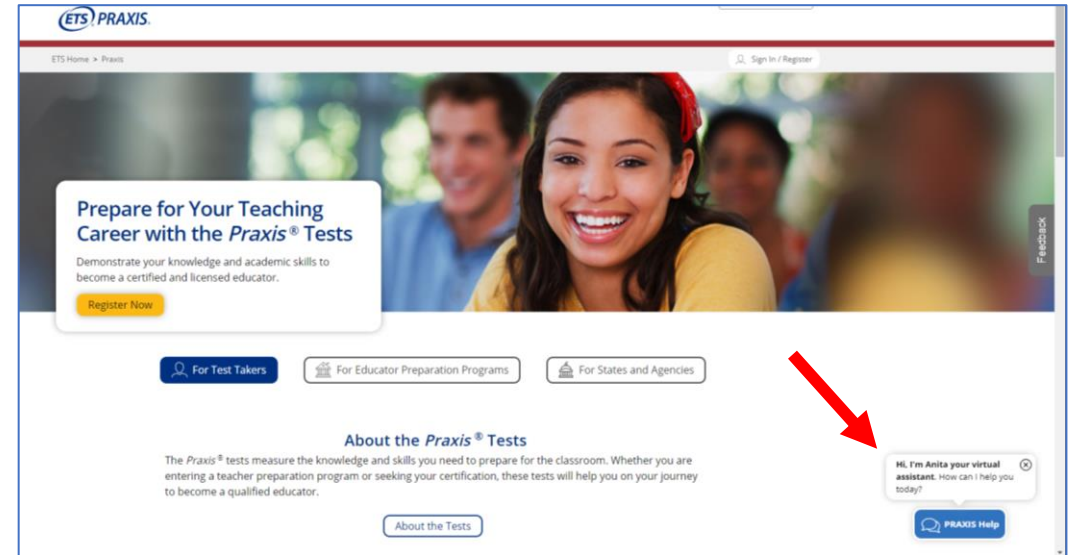 ETS PRAXIS.
ETS Home > Praxis
Sign In / Register
Prepare for Your Teaching
Career with the Praxis® Tests
Demonstrate your knowledge and academic skills to
become a certified and licensed educator.
Register Now
Feedback
For Test Takers
For Educator Preparation Programs
For States and Agencies
About the Praxis® Tests
The Praxis® tests measure the knowledge and skills you need to prepare for the classroom. Whether you are
entering a teacher preparation program or seeking your certification, these tests will help you on your journey
to become a qualified educator.
About the Tests
Hi, I'm Anita your virtual
assistant. How can I help you
today?
PRAXIS Help